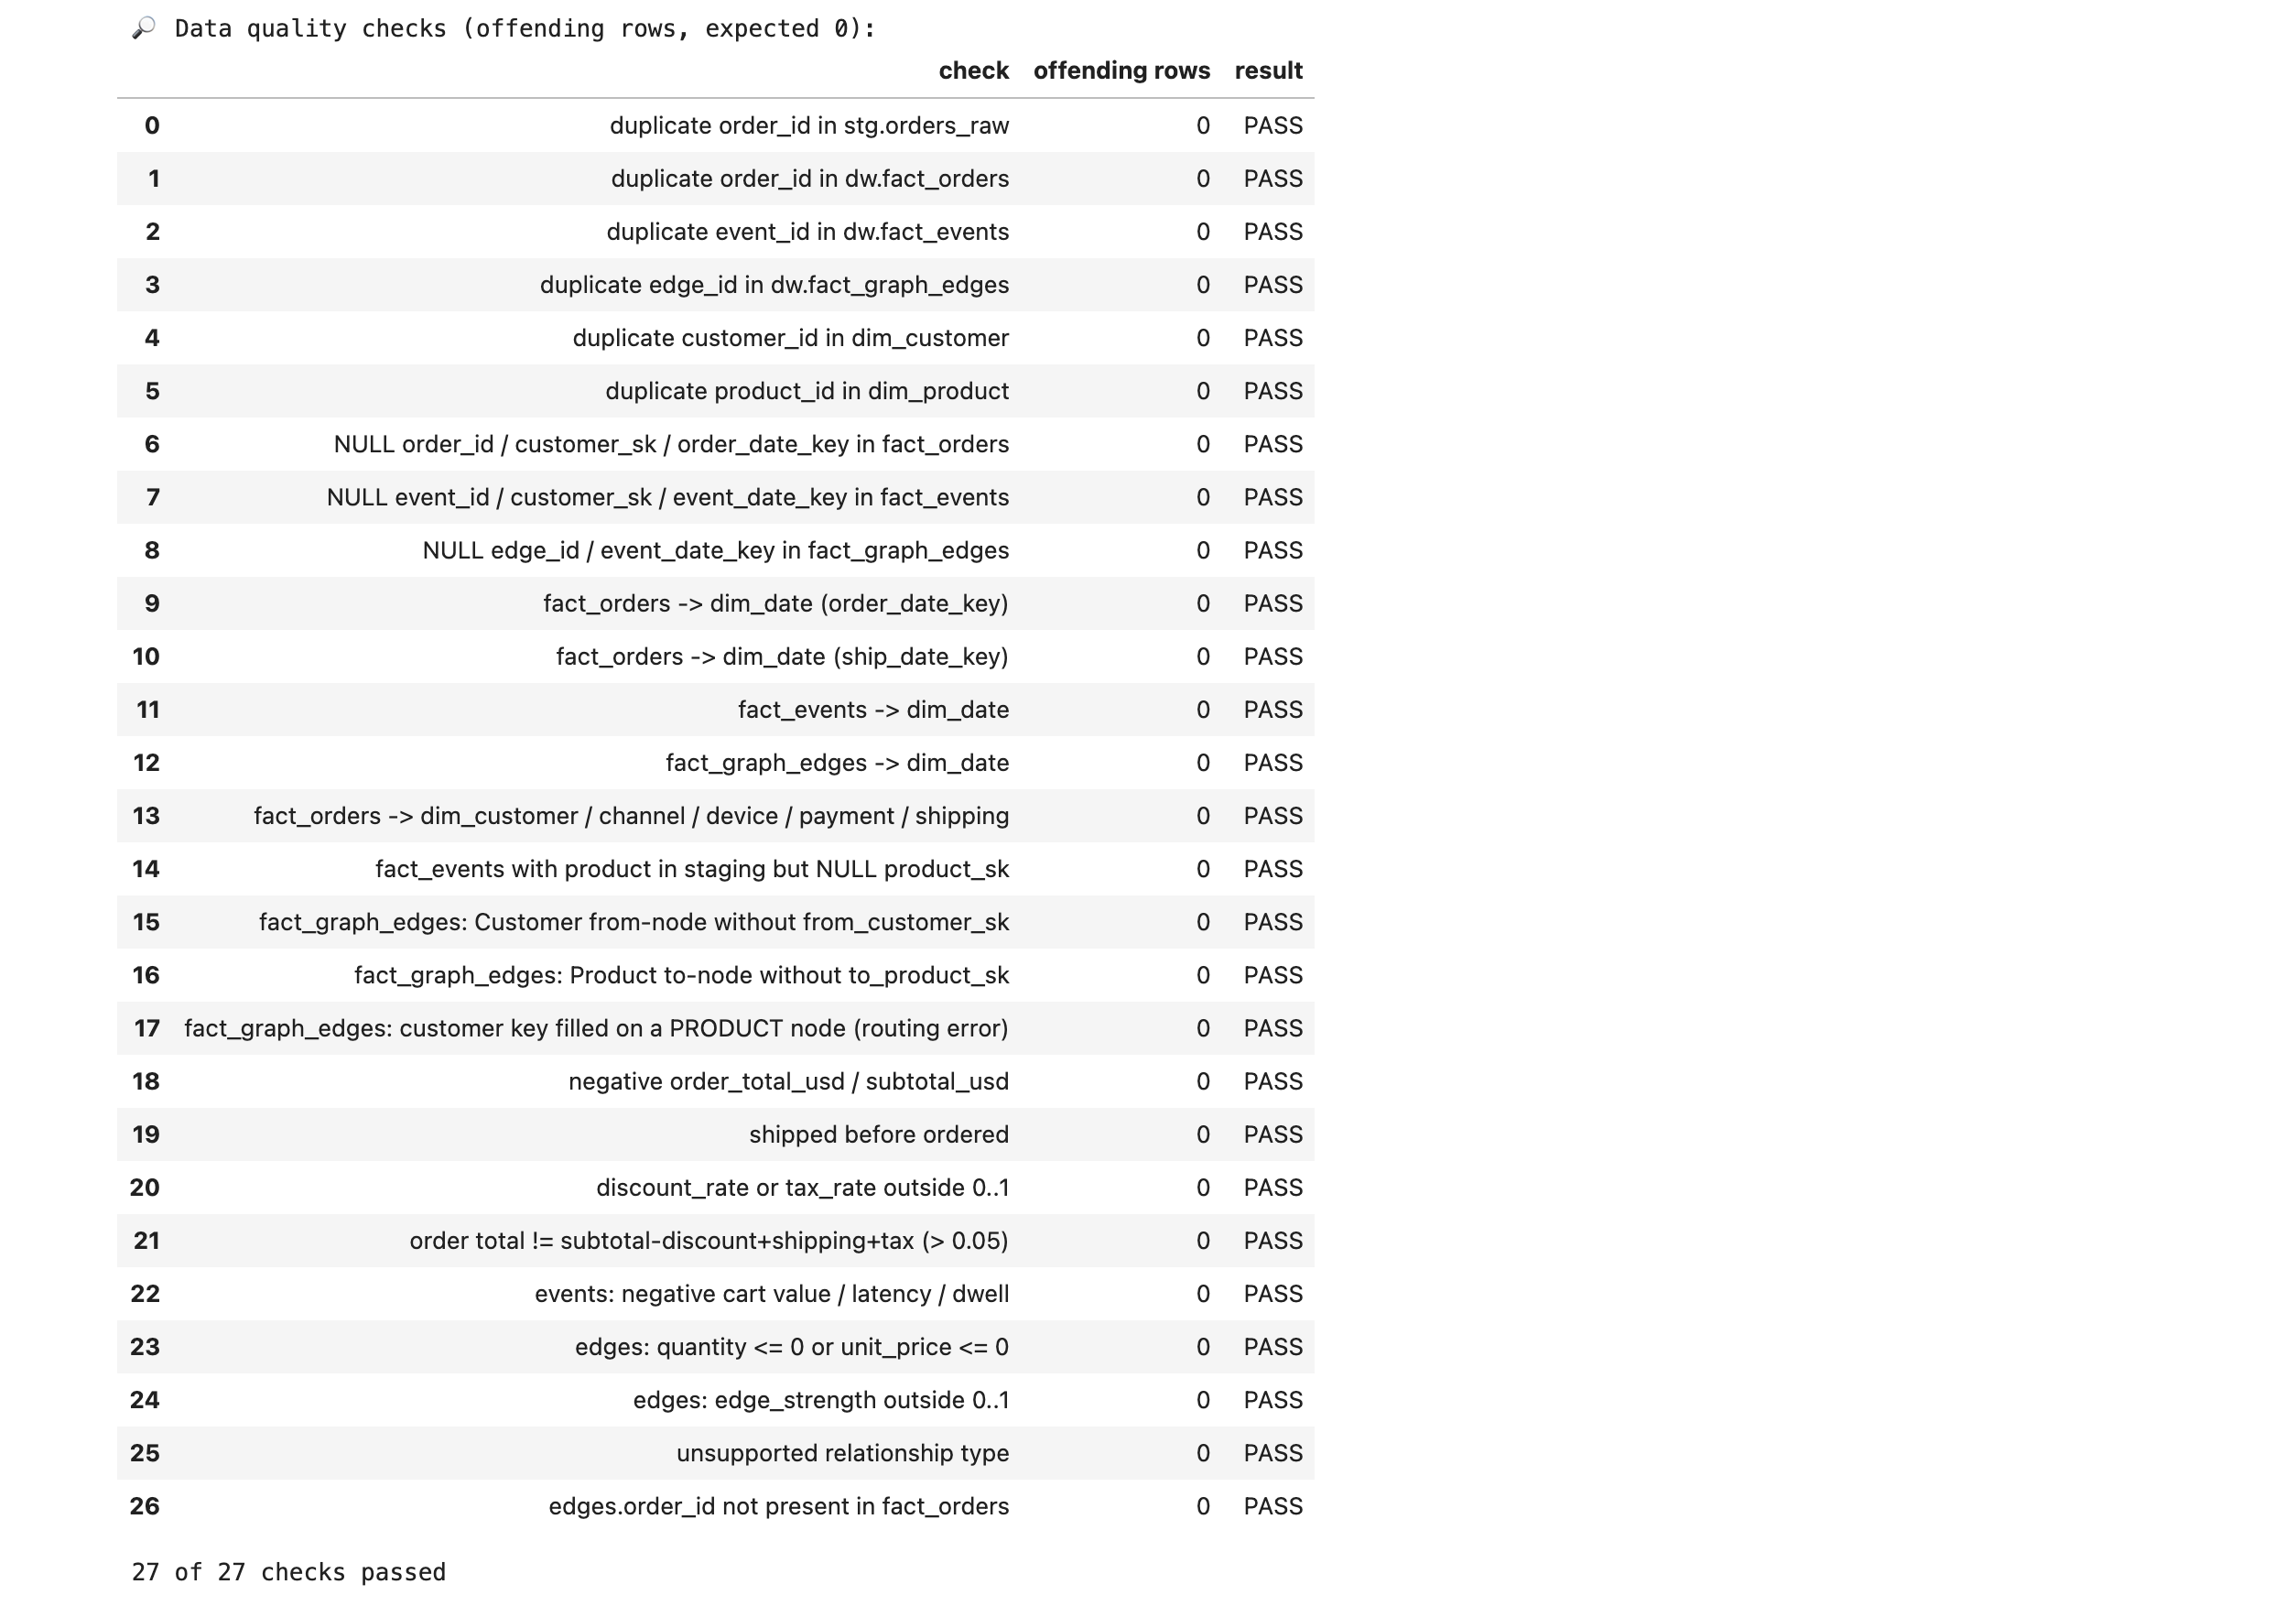 🔎 Data quality checks (offending rows, expected 0):
check offending rows result
0 duplicate order_id in stg.orders_raw 0 PASS
1 duplicate order_id in dw.fact_orders 0 PASS
2 duplicate event_id in dw.fact_events 0 PASS
3 duplicate edge_id in dw.fact_graph_edges 0 PASS
4 duplicate customer_id in dim_customer 0 PASS
5 duplicate product_id in dim_product 0 PASS
6 NULL order_id / customer_sk / order_date_key in fact_orders 0 PASS
7 NULL event_id / customer_sk / event_date_key in fact_events 0 PASS
8 NULL edge_id / event_date_key in fact_graph_edges 0 PASS
9 fact_orders -> dim_date (order_date_key) 0 PASS
10 fact_orders -> dim_date (ship_date_key) 0 PASS
11 fact_events -> dim_date 0 PASS
12 fact_graph_edges -> dim_date 0 PASS
13 fact_orders -> dim_customer / channel / device / payment / shipping 0 PASS
14 fact_events with product in staging but NULL product_sk 0 PASS
15 fact_graph_edges: Customer from-node without from_customer_sk 0 PASS
16 fact_graph_edges: Product to-node without to_product_sk 0 PASS
17 fact_graph_edges: customer key filled on a PRODUCT node (routing error) 0 PASS
18 negative order_total_usd / subtotal_usd 0 PASS
19 shipped before ordered 0 PASS
20 discount_rate or tax_rate outside 0..1 0 PASS
21 order total != subtotal-discount+shipping+tax (> 0.05) 0 PASS
22 events: negative cart value / latency / dwell 0 PASS
23 edges: quantity <= 0 or unit_price <= 0 0 PASS
24 edges: edge_strength outside 0..1 0 PASS
25 unsupported relationship type 0 PASS
26 edges.order_id not present in fact_orders 0 PASS
27 of 27 checks passed